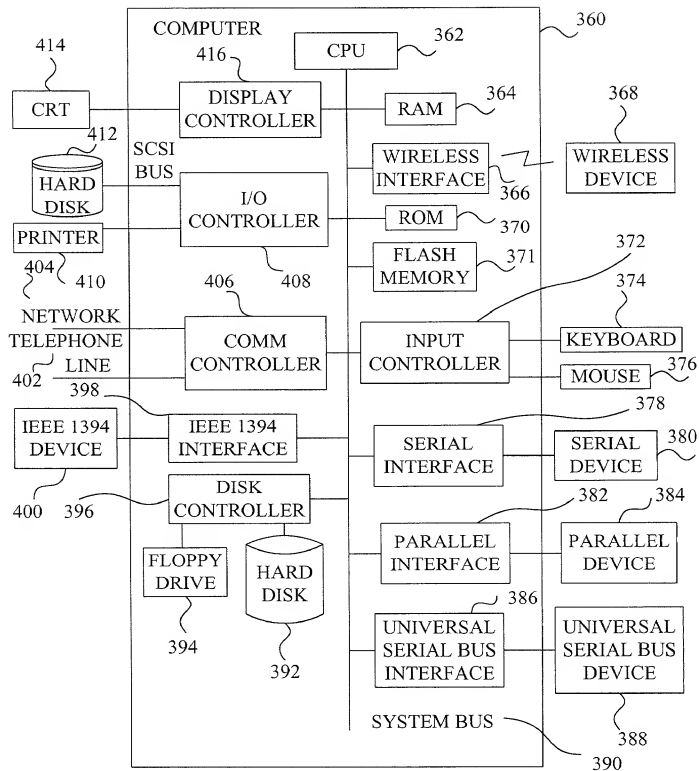 COMPUTER
360
CPU
362
414
416
CRT
DISPLAY
CONTROLLER
RAM
364
368
412
SCSI
BUS
HARD
DISK
WIRELESS
INTERFACE
366
WIRELESS
DEVICE
I/O
CONTROLLER
ROM
370
PRINTER
410
408
FLASH
MEMORY
371
372
374
404
NETWORK
TELEPHONE
LINE
402
406
COMM
CONTROLLER
INPUT
CONTROLLER
KEYBOARD
376
MOUSE
398
IEEE 1394
DEVICE
400
IEEE 1394
INTERFACE
378
SERIAL
INTERFACE
SERIAL
DEVICE
380
396
DISK
CONTROLLER
382
384
FLOPPY
DRIVE
394
HARD
DISK
392
PARALLEL
INTERFACE
PARALLEL
DEVICE
386
UNIVERSAL
SERIAL BUS
INTERFACE
UNIVERSAL
SERIAL BUS
DEVICE
388
SYSTEM BUS
390